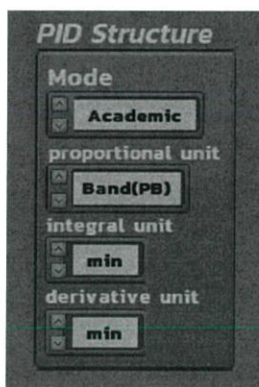 PID Structure
Mode
Academic
proportional unit
Band(PB)
integral unit
min
derivative unit
min